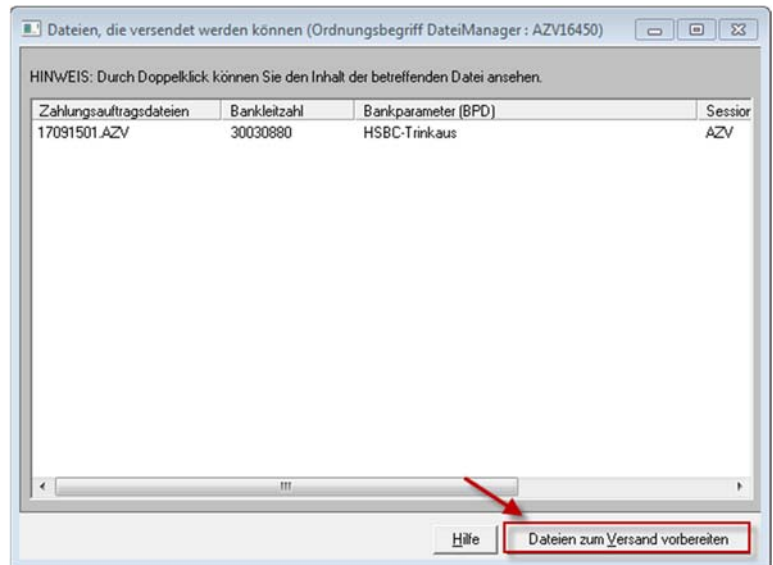 Dateien, die versendet werden können (Ordnungsbegriff DateiManager : AZV16450)
HINWEIS: Durch Doppelklick können Sie den Inhalt der betreffenden Datei ansehen.
Zahlungsauftragsdateien Bankleitzahl Bankparameter (BPD) Session
17091501.AZV 30030880 HSBC-Trinkaus AZV
Hilfe Dateien zum Versand vorbereiten